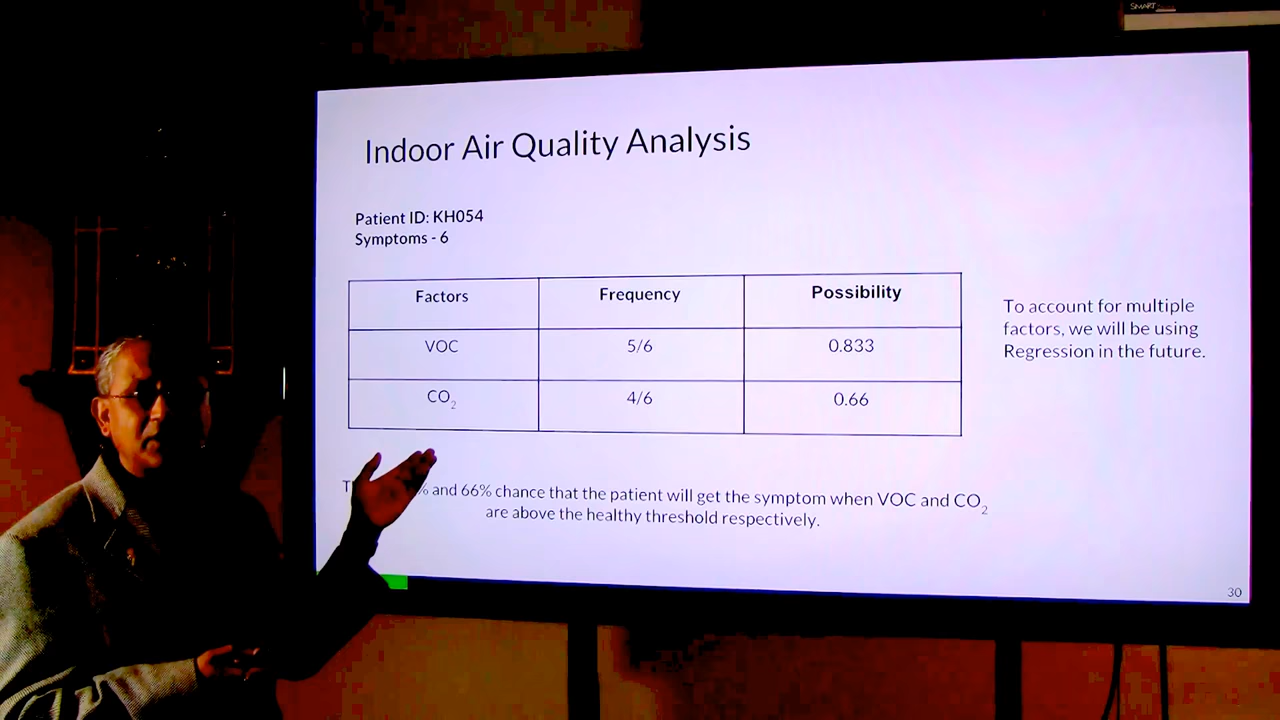 SMART
Indoor Air Quality Analysis
Patient ID: KH054
Symptoms - 6
Factors Frequency Possibility
VOC 5/6 0.833
CO₂ 4/6 0.66
To account for multiple
factors, we will be using
Regression in the future.
% and 66% chance that the patient will get the symptom when VOC and CO₂
are above the healthy threshold respectively.
30